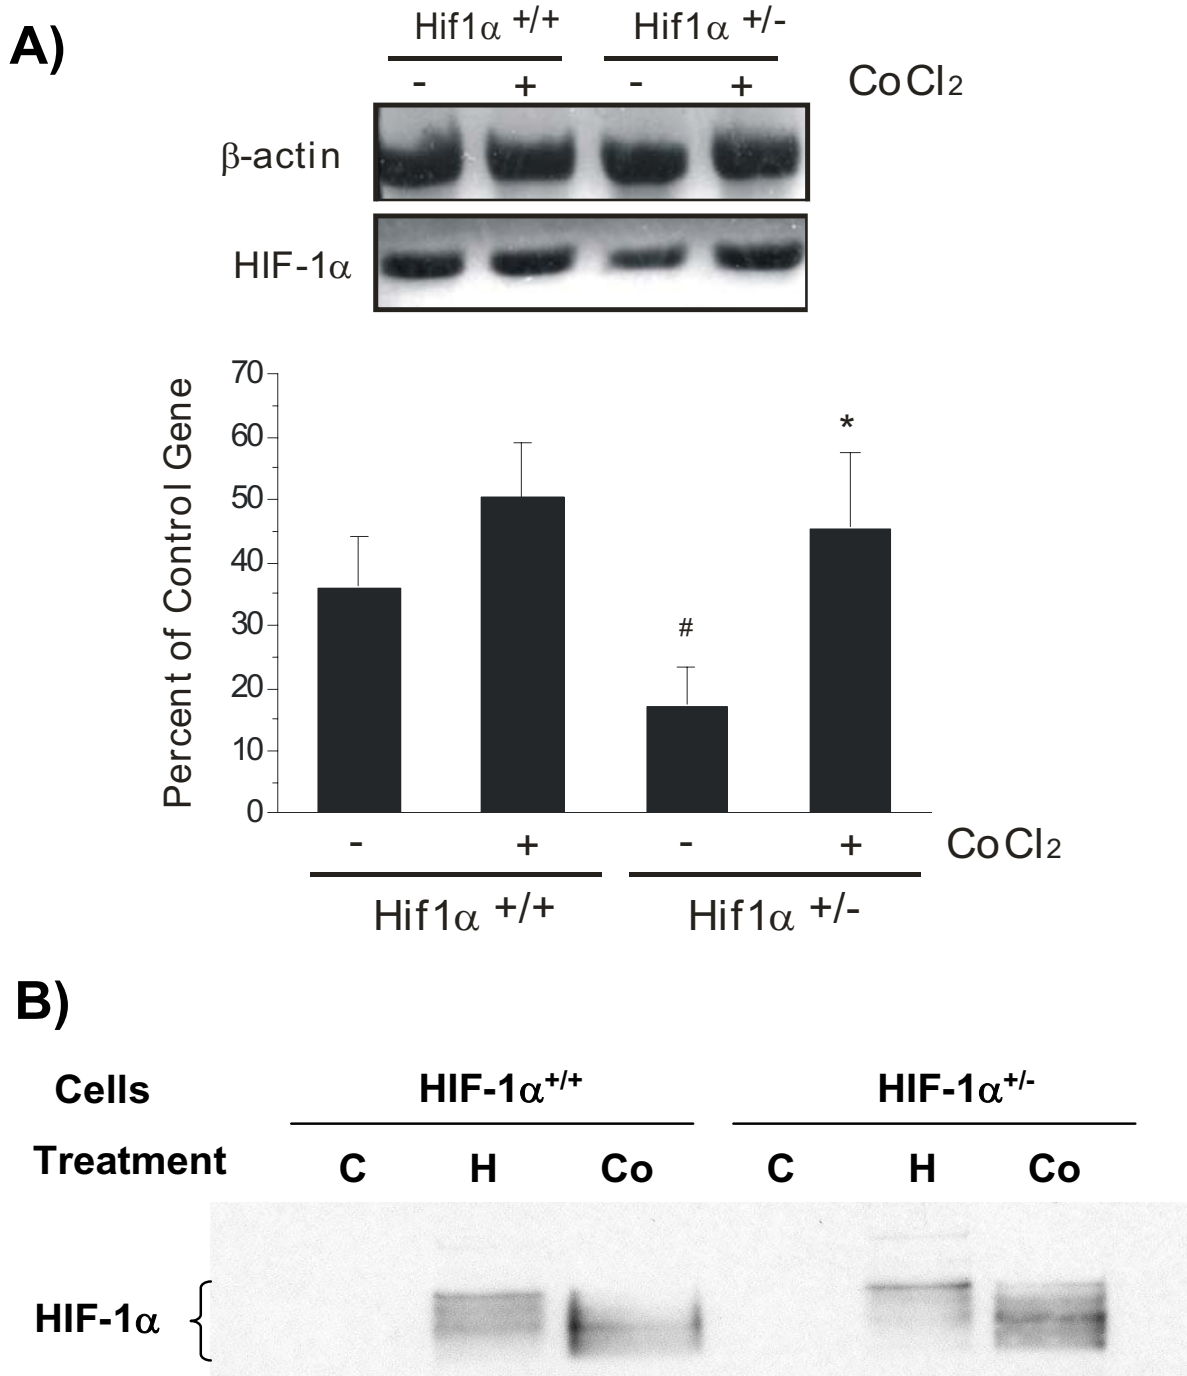 A)
Hif1α +/+ Hif1α +/-
- + - + CoCl2
β-actin
HIF-1α
Percent of Control Gene
70
60
50
40
30
20
10
0
#
*
- + - + CoCl2
Hif1α +/+ Hif1α +/-
B)
Cells HIF-1α+/+ HIF-1α+/-
Treatment C H Co C H Co
HIF-1α